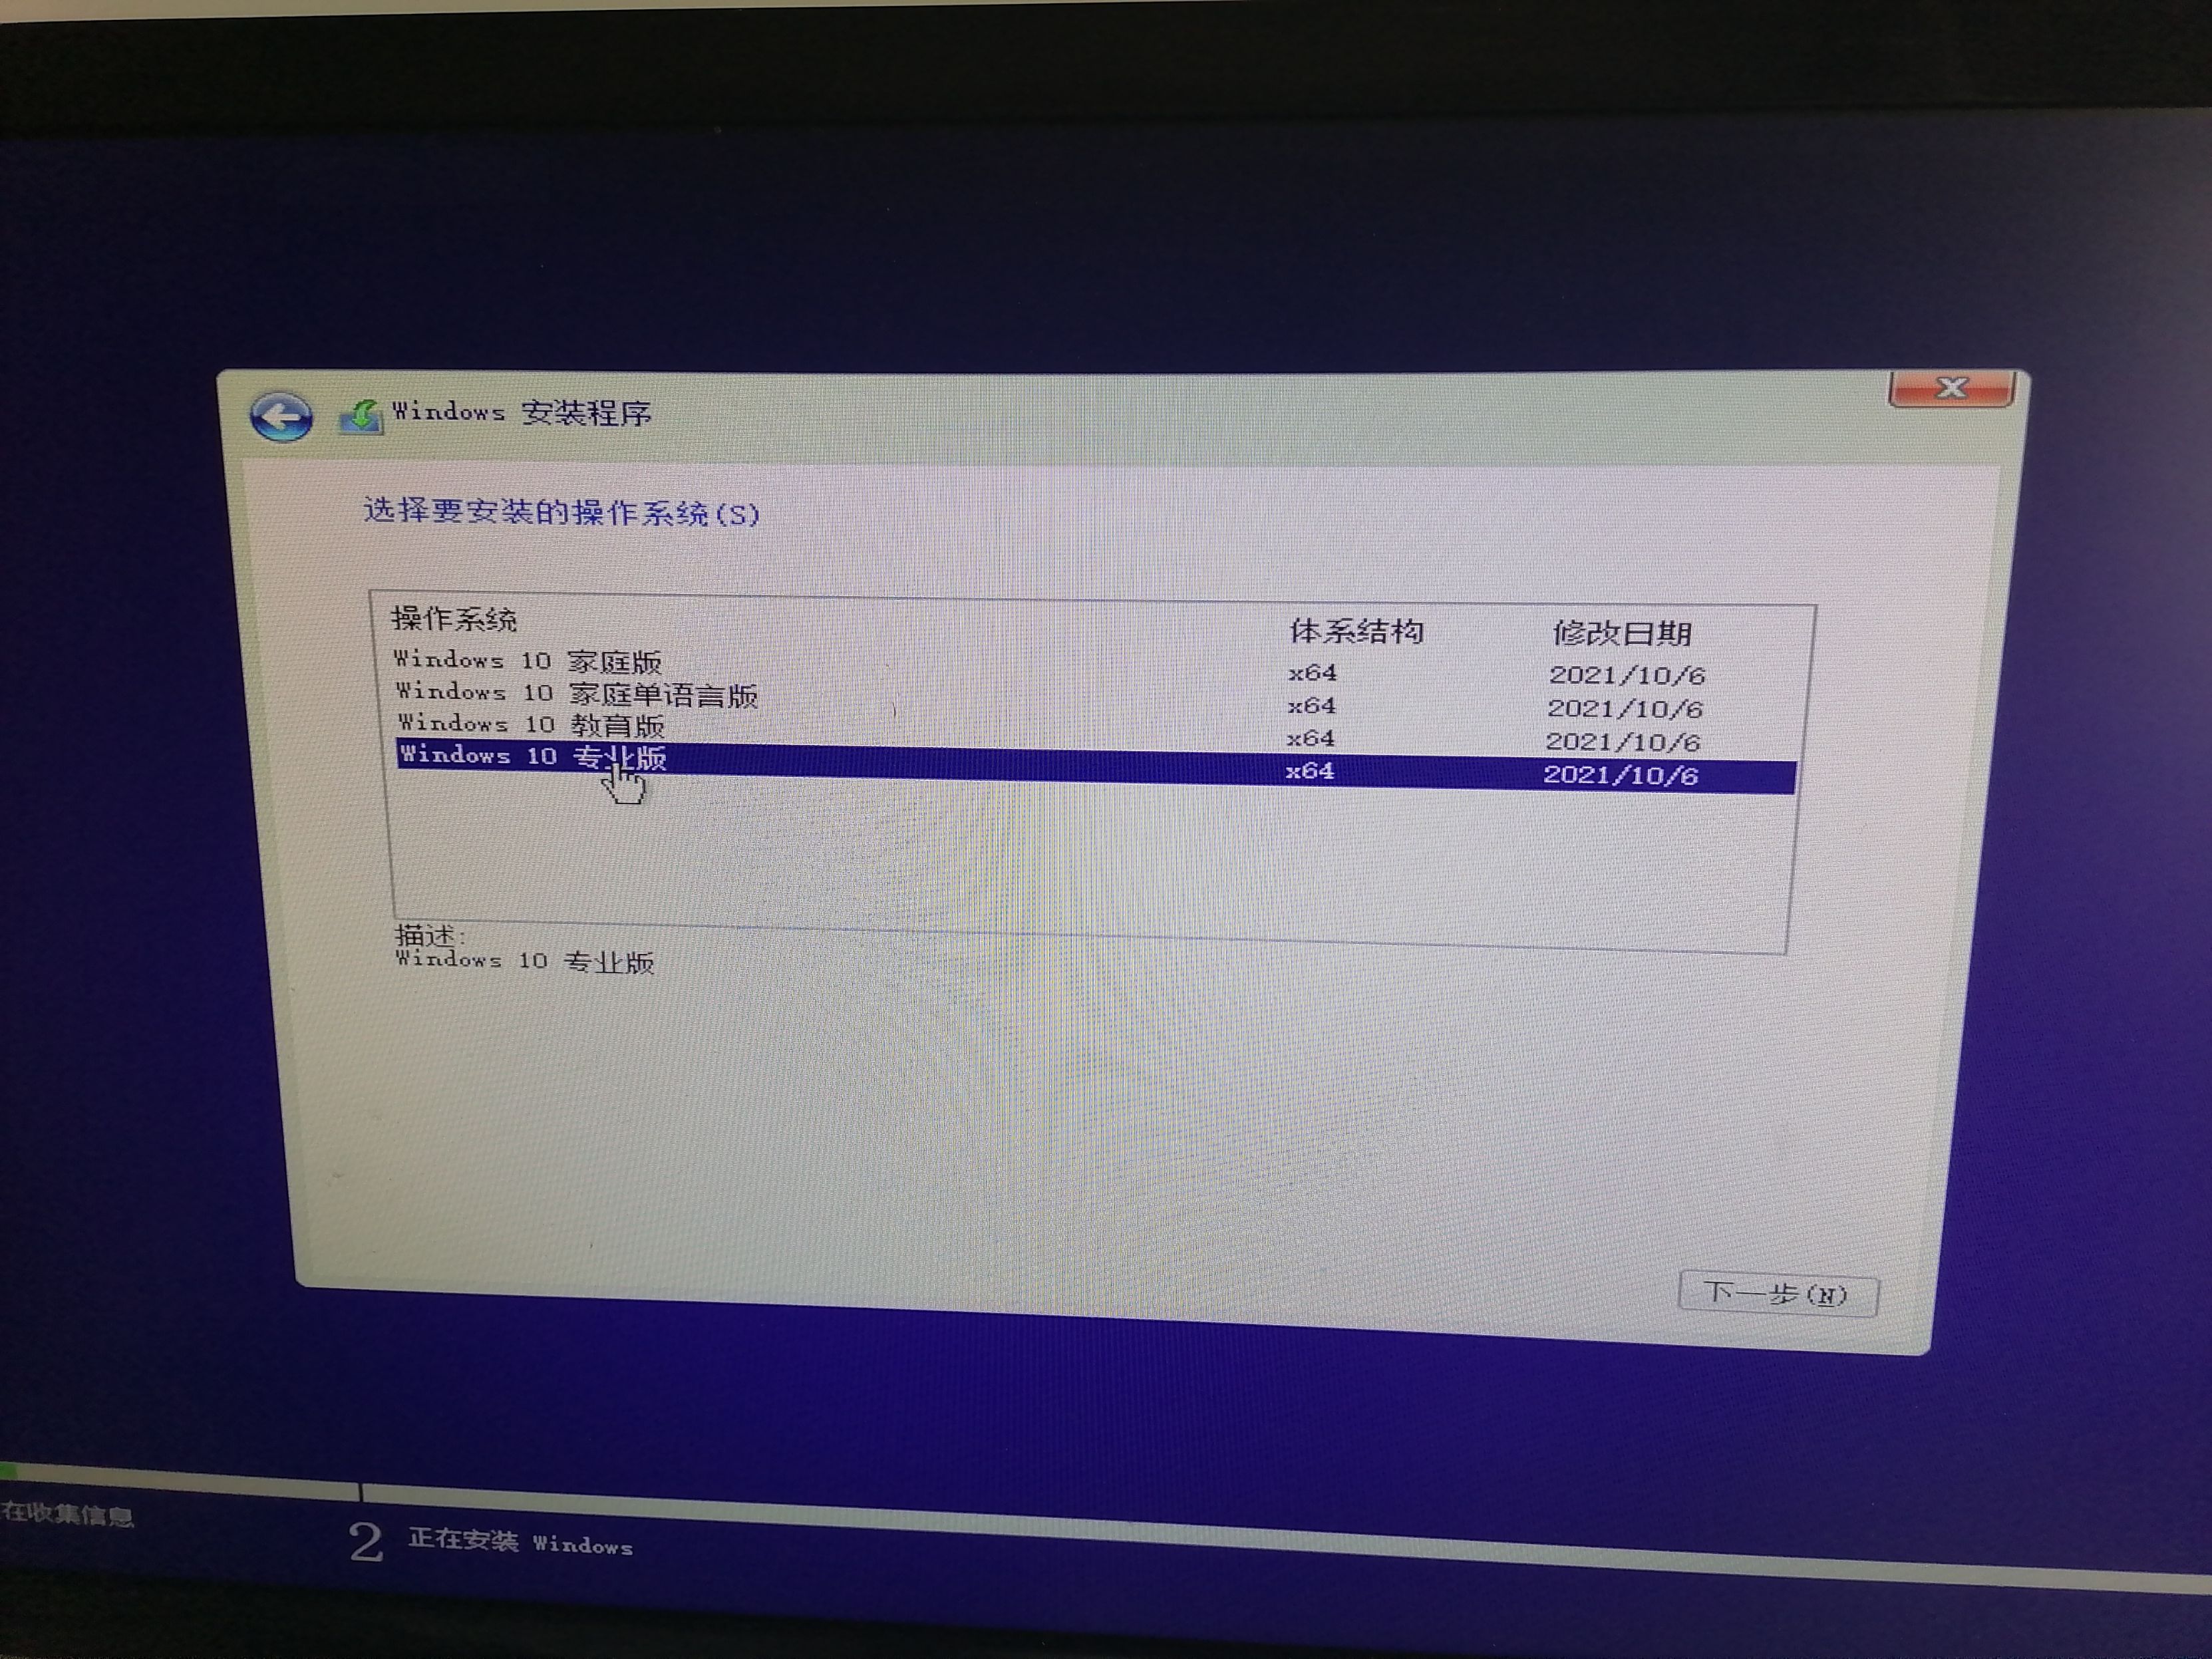 Windows 安装程序
选择要安装的操作系统(S)
操作系统 体系结构 修改日期
Windows 10 家庭版 x64 2021/10/6
Windows 10 家庭单语言版 x64 2021/10/6
Windows 10 教育版 x64 2021/10/6
Windows 10 专业版 x64 2021/10/6
描述:
Windows 10 专业版
下一步(N)
在收集信息
2 正在安装 Windows